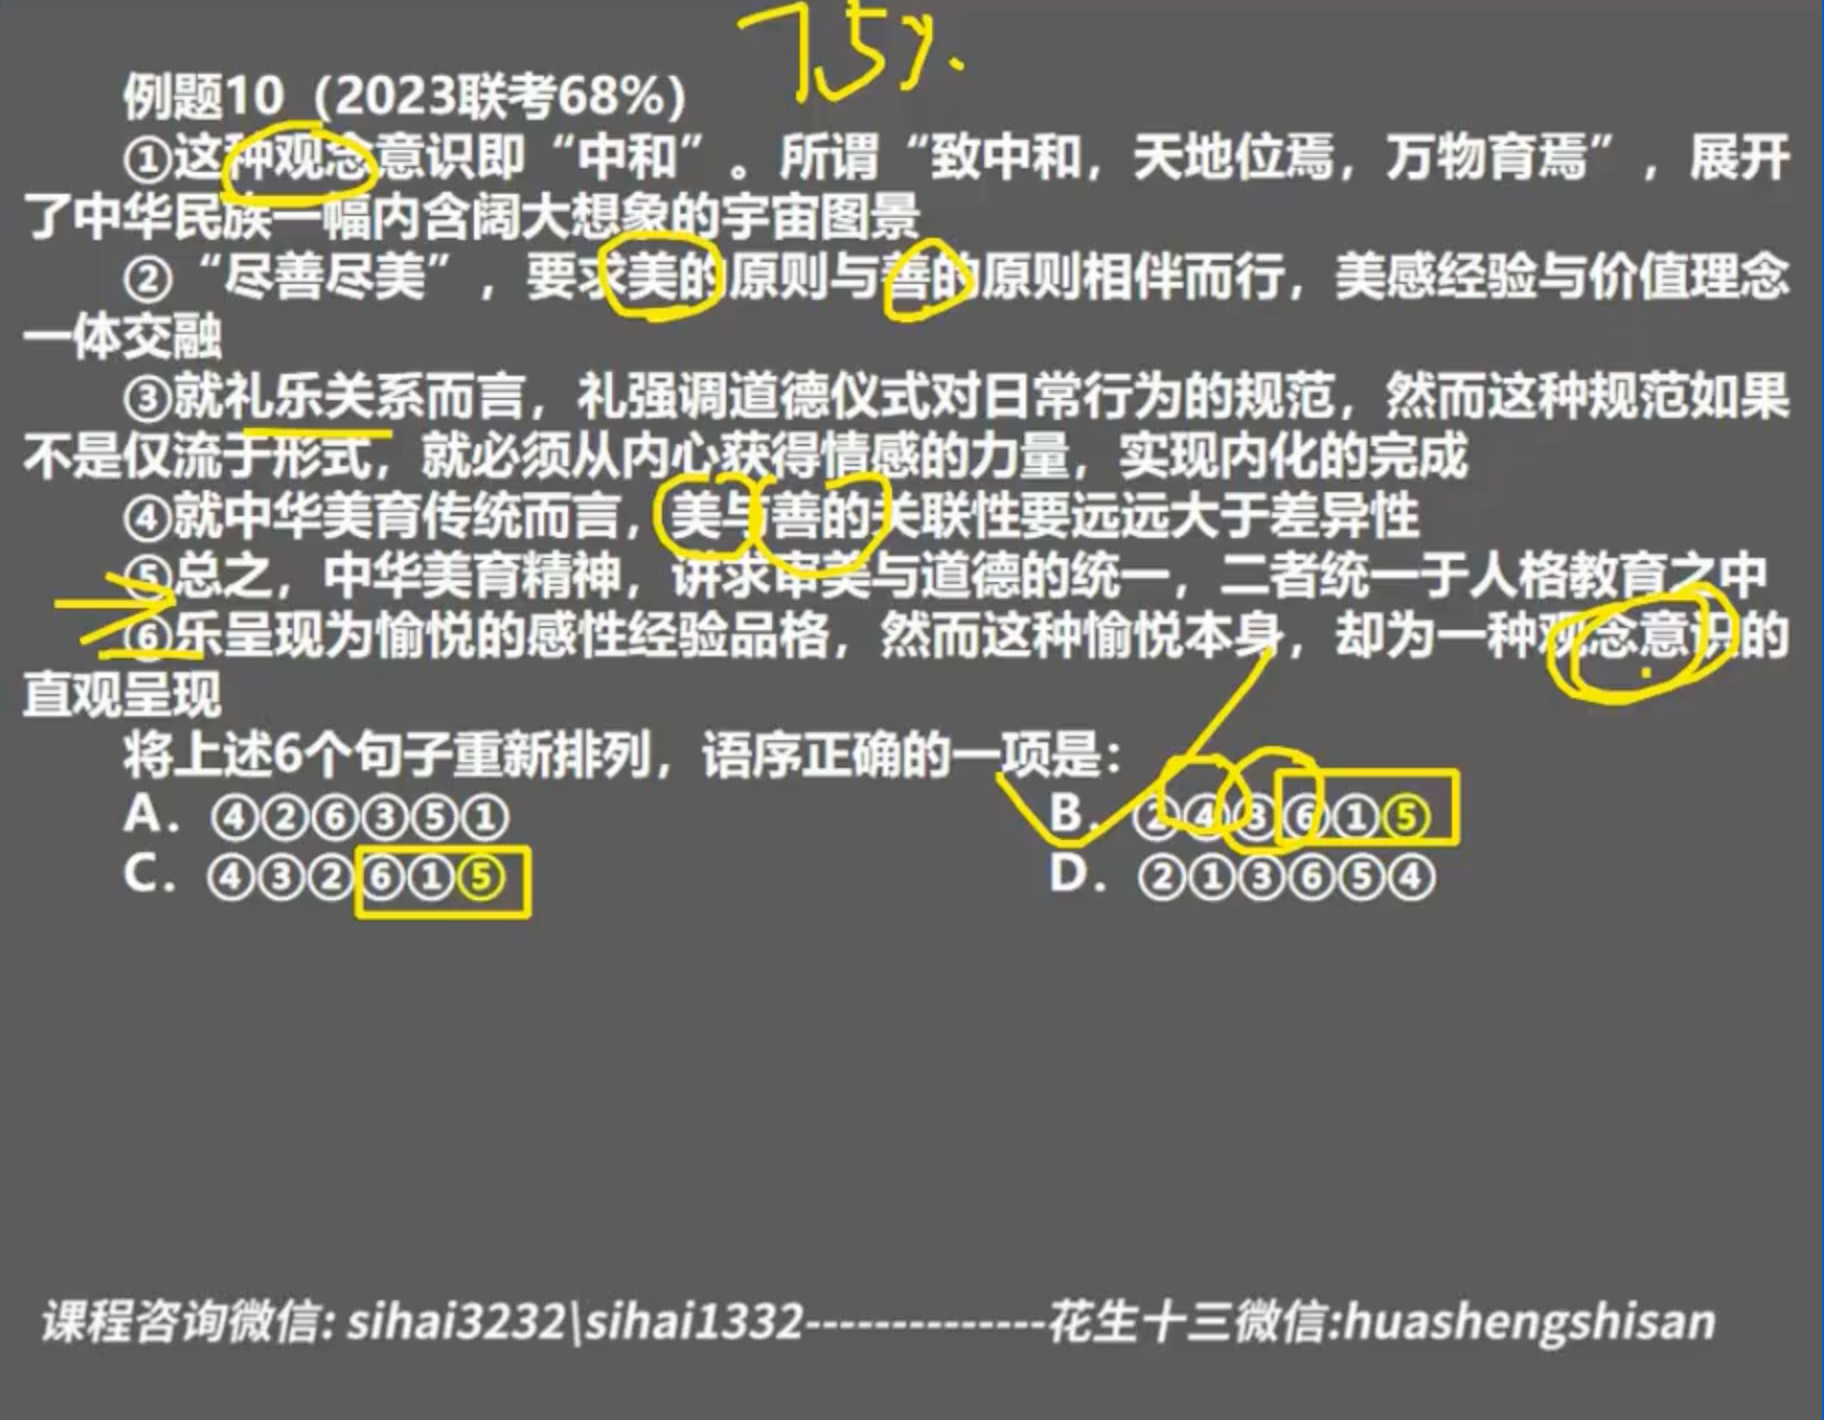 75%.
例题10（2023联考68%）
①这种观念意识即“中和”。所谓“致中和，天地位焉，万物育焉”，展开
了中华民族一幅内含阔大想象的宇宙图景
②“尽善尽美”，要求美的原则与善的原则相伴而行，美感经验与价值理念
一体交融
③就礼乐关系而言，礼强调道德仪式对日常行为的规范，然而这种规范如果
不是仅流于形式，就必须从内心获得情感的力量，实现内化的完成
④就中华美育传统而言，美与善的关联性要远远大于差异性
⑤总之，中华美育精神，讲求审美与道德的统一，二者统一于人格教育之中
⑥乐呈现为愉悦的感性经验品格，然而这种愉悦本身，却为一种观念意识的
直观呈现
将上述6个句子重新排列，语序正确的一项是：
A. ④②⑥③⑤① B. ②④③⑥①⑤
C. ④③②⑥①⑤ D. ②①③⑥⑤④
课程咨询微信: sihai3232\sihai1332--------------花生十三微信:huashengshisan